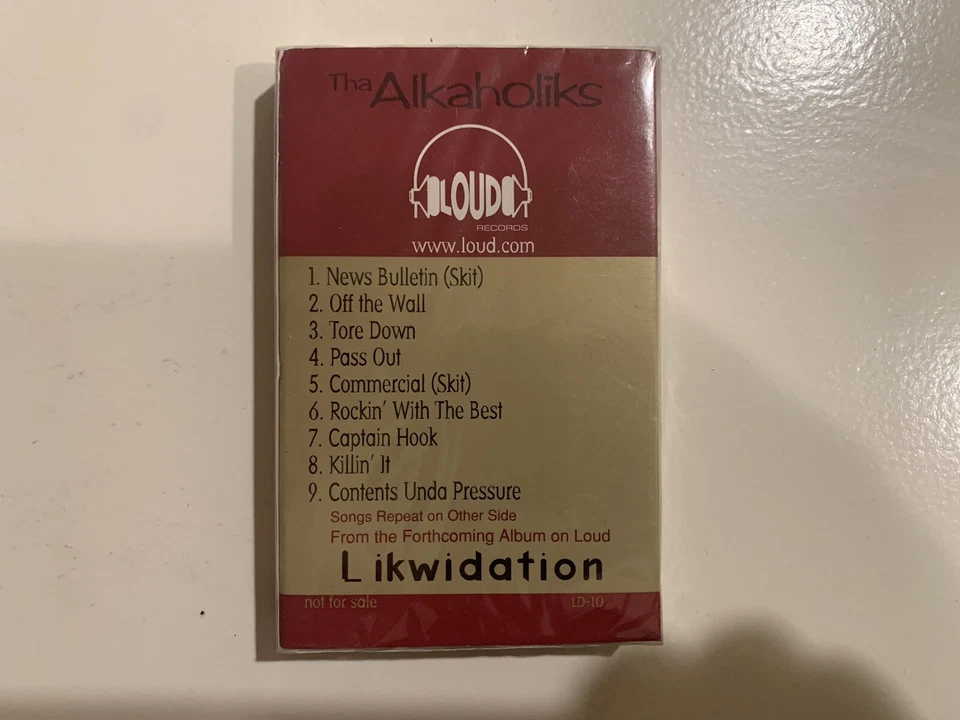 Tha Alkaholiks
LOUD
RECORDS
www.loud.com
1. News Bulletin (Skit)
2. Off the Wall
3. Tore Down
4. Pass Out
5. Commercial (Skit)
6. Rockin' With The Best
7. Captain Hook
8. Killin' It
9. Contents Unda Pressure
Songs Repeat on Other Side
From the Forthcoming Album on Loud
Likwidation
not for sale LD-10